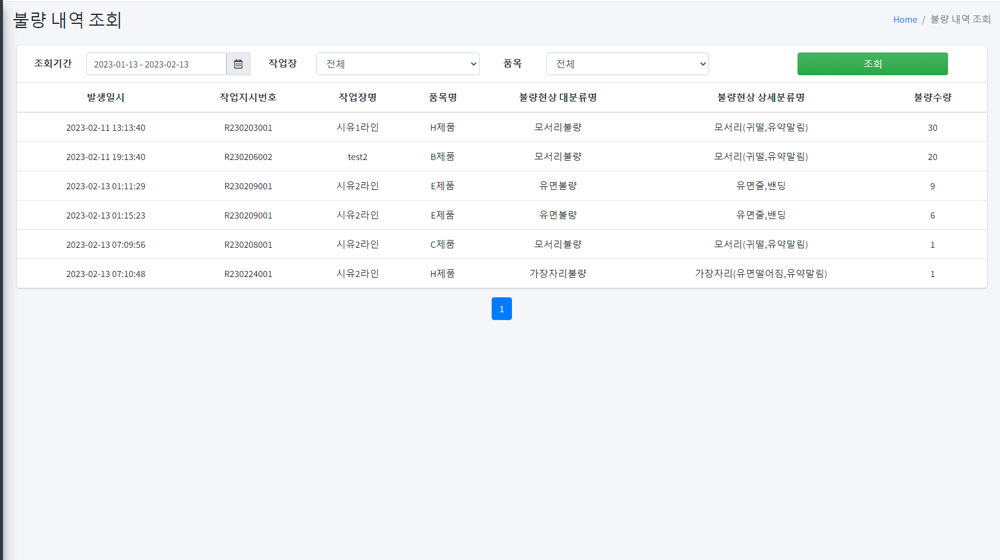 불량 내역 조회
Home / 불량 내역 조회
조회기간 2023-01-13 - 2023-02-13 작업장 전체 품목 전체 조회
발생일시 작업지시번호 작업장명 품목명 불량현상 대분류명 불량현상 상세분류명 불량수량
2023-02-11 13:13:40 R230203001 시유1라인 H제품 모서리불량 모서리(귀떨,유약말림) 30
2023-02-11 19:13:40 R230206002 test2 B제품 모서리불량 모서리(귀떨,유약말림) 20
2023-02-13 01:11:29 R230209001 시유2라인 E제품 유면불량 유면줄,밴딩 9
2023-02-13 01:15:23 R230209001 시유2라인 E제품 유면불량 유면줄,밴딩 6
2023-02-13 07:09:56 R230208001 시유2라인 C제품 모서리불량 모서리(귀떨,유약말림) 1
2023-02-13 07:10:48 R230224001 시유2라인 H제품 가장자리불량 가장자리(유면떨어짐,유약말림) 1
1